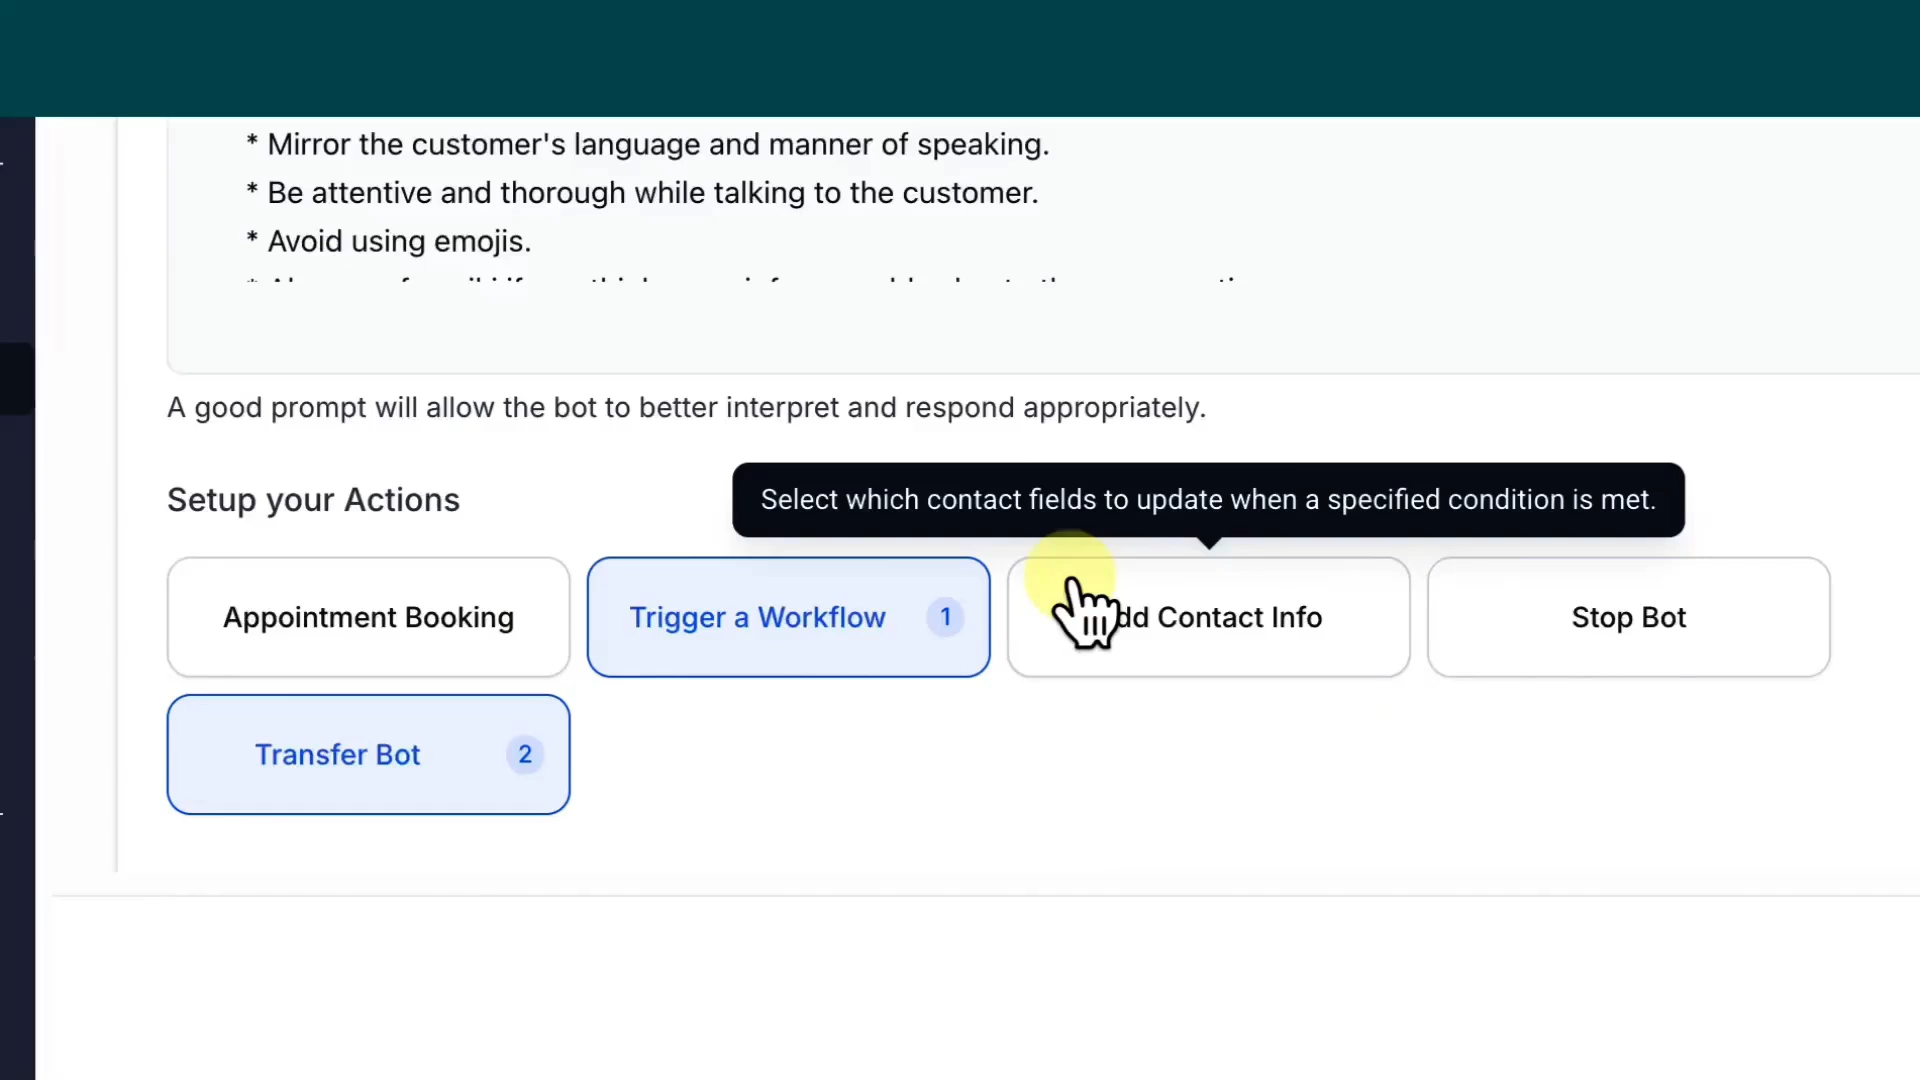 * Mirror the customer's language and manner of speaking.
* Be attentive and thorough while talking to the customer.
* Avoid using emojis.
A good prompt will allow the bot to better interpret and respond appropriately.
Setup your Actions
Select which contact fields to update when a specified condition is met.
Appointment Booking
Trigger a Workflow 1
dd Contact Info
Stop Bot
Transfer Bot 2